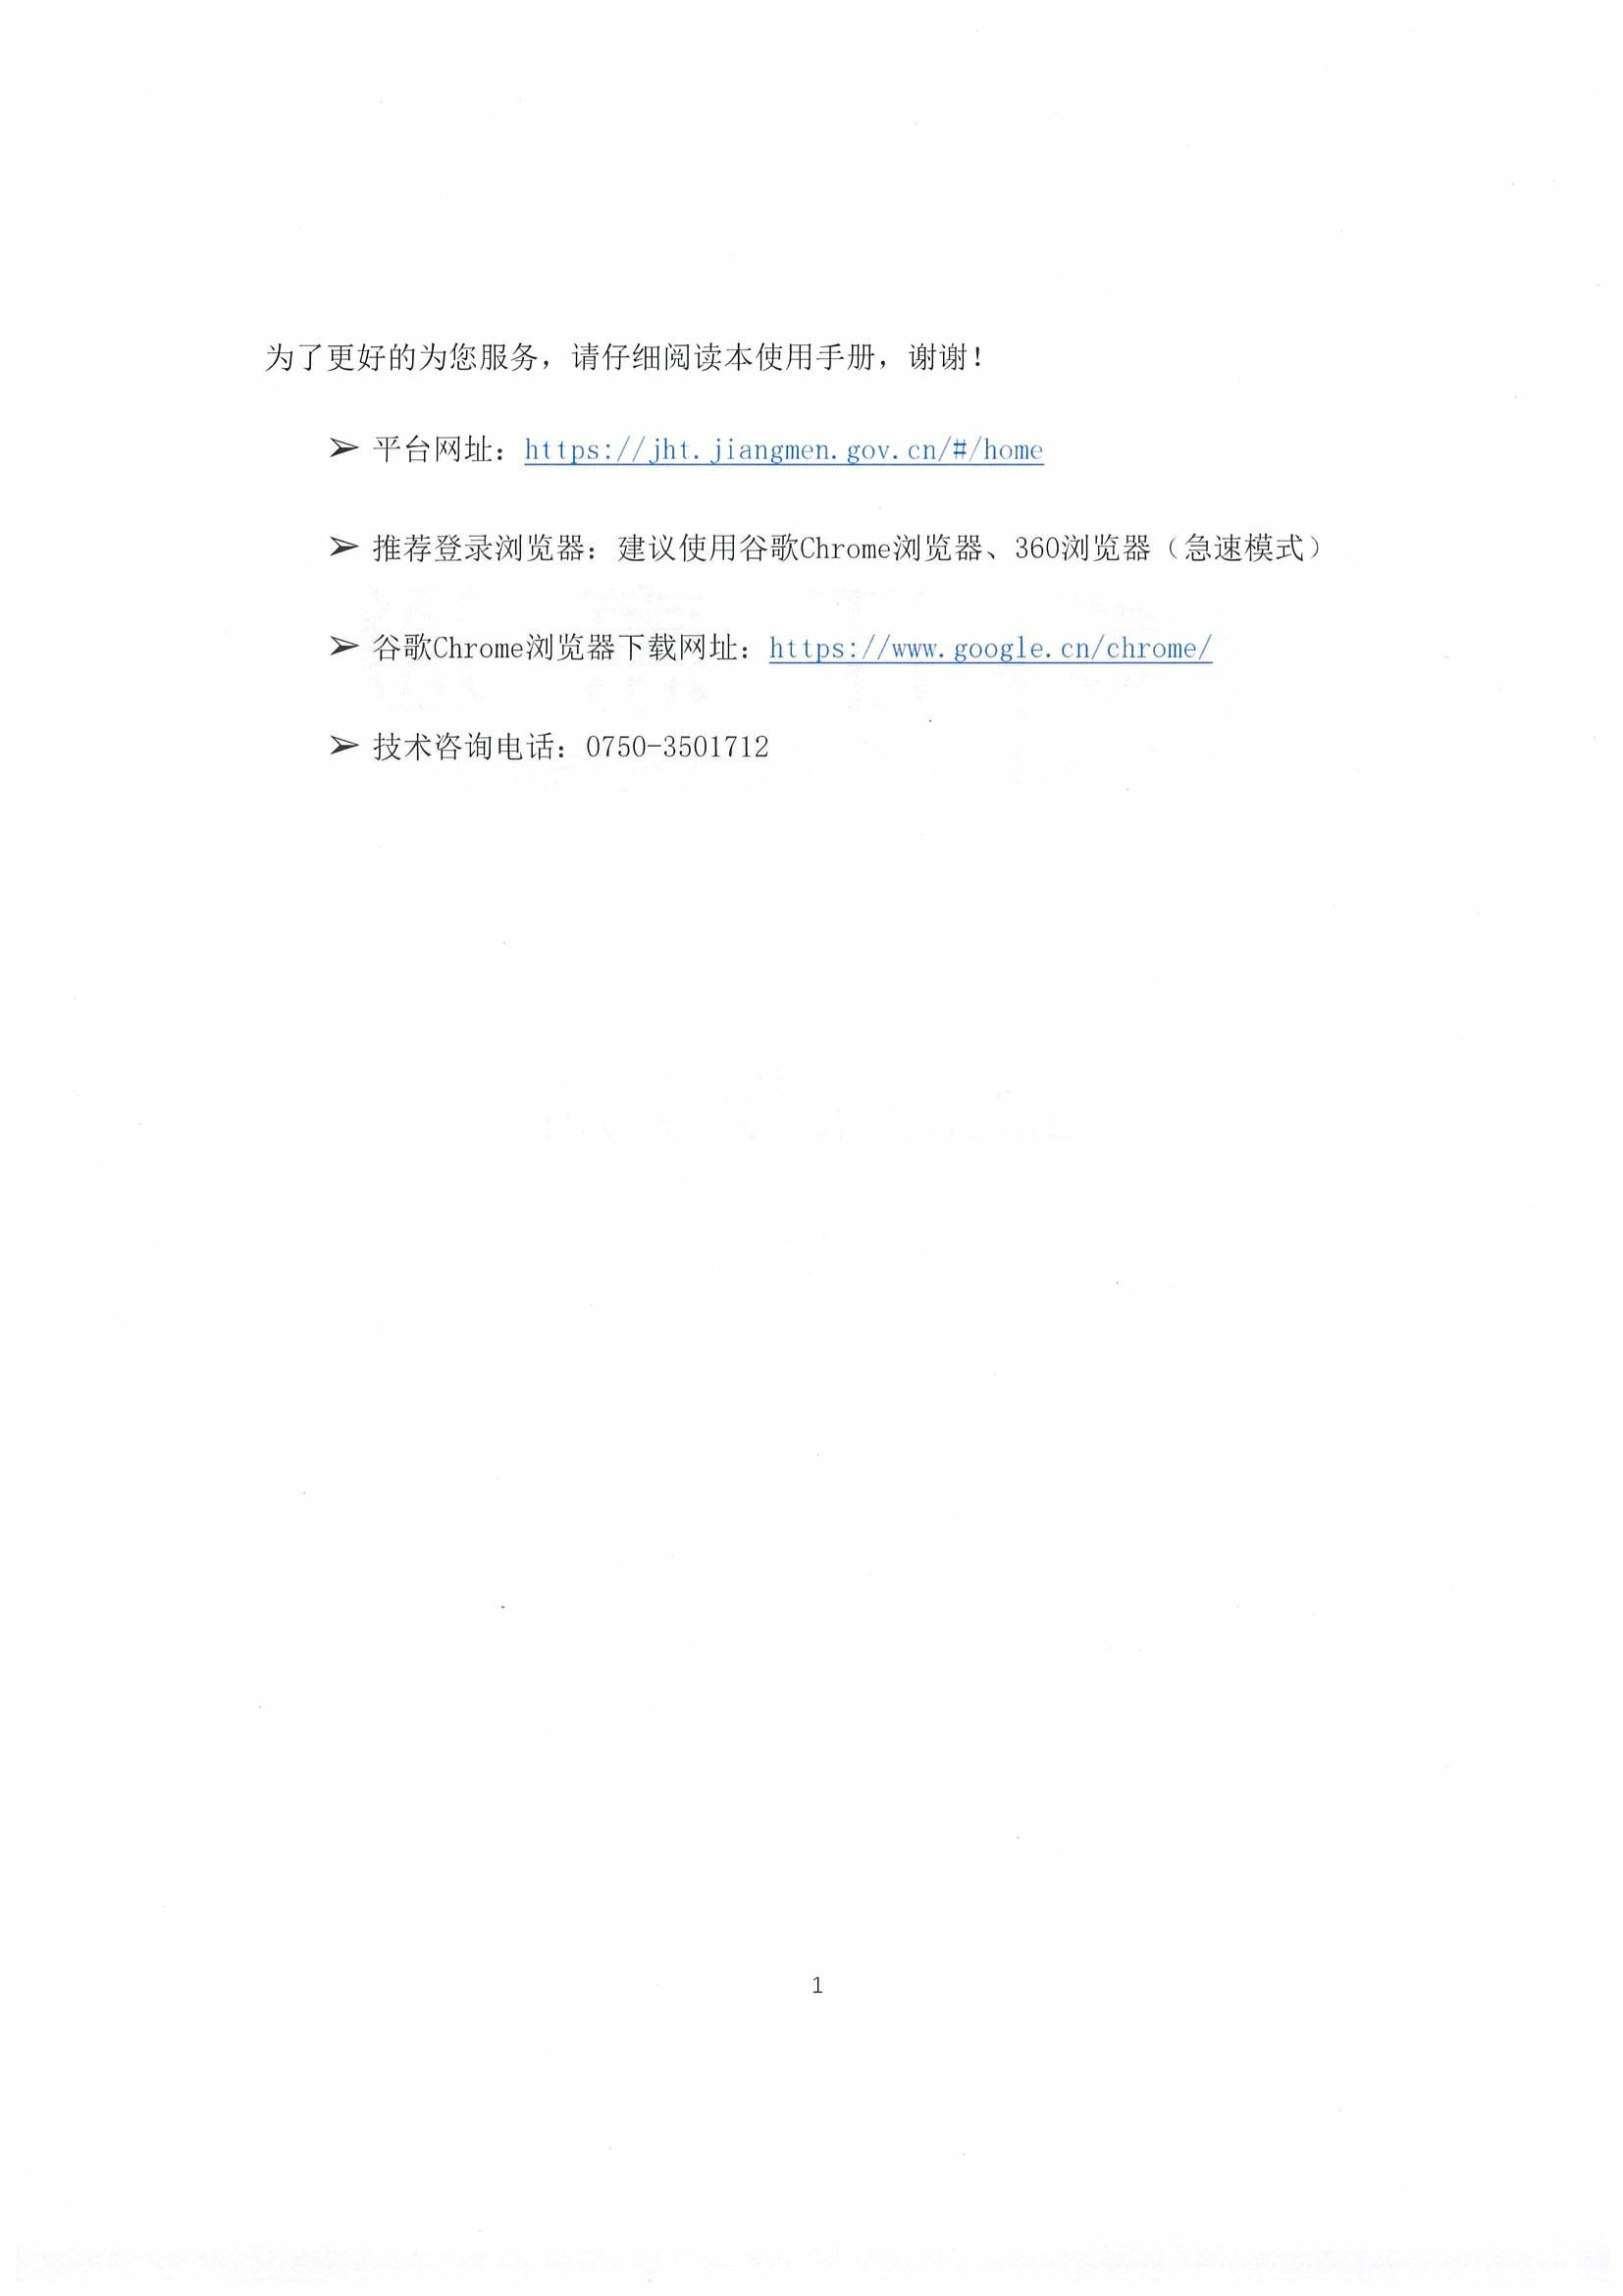 为了更好的为您服务，请仔细阅读本使用手册，谢谢！
➢ 平台网址：https://jht.jiangmen.gov.cn/#/home
➢ 推荐登录浏览器：建议使用谷歌Chrome浏览器、360浏览器（急速模式）
➢ 谷歌Chrome浏览器下载网址：https://www.google.cn/chrome/
➢ 技术咨询电话：0750-3501712
1